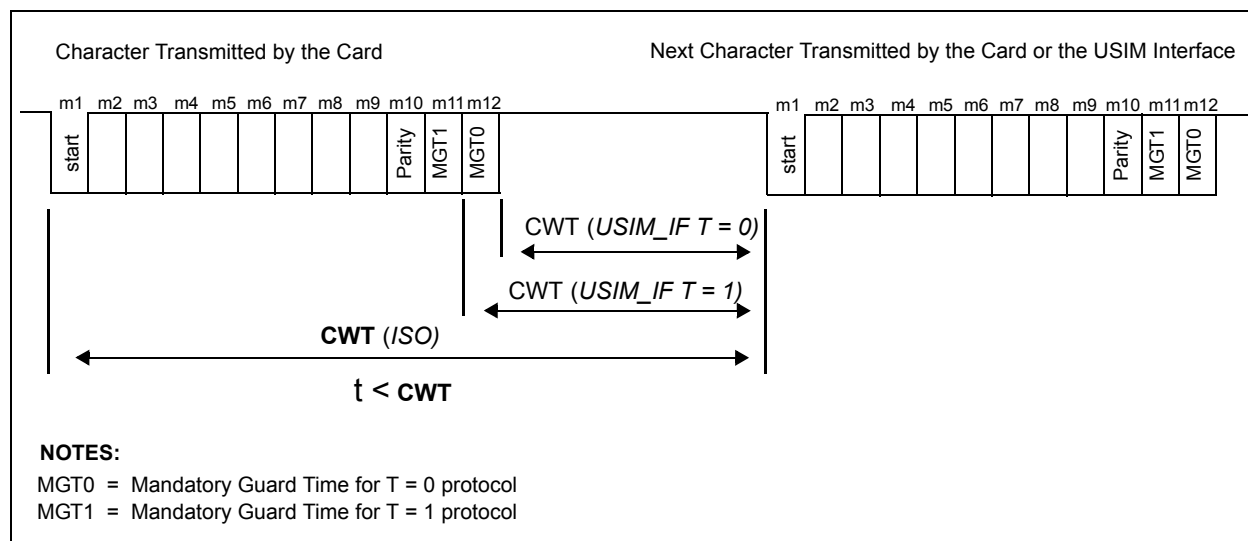 Character Transmitted by the Card
Next Character Transmitted by the Card or the USIM Interface
m1 m2 m3 m4 m5 m6 m7 m8 m9 m10 m11 m12
m1 m2 m3 m4 m5 m6 m7 m8 m9 m10 m11 m12
start Parity MGT1 MGT0
start Parity MGT1 MGT0
CWT (USIM_IF T = 0)
CWT (USIM_IF T = 1)
CWT (ISO)
t < CWT
NOTES:
MGT0 = Mandatory Guard Time for T = 0 protocol
MGT1 = Mandatory Guard Time for T = 1 protocol